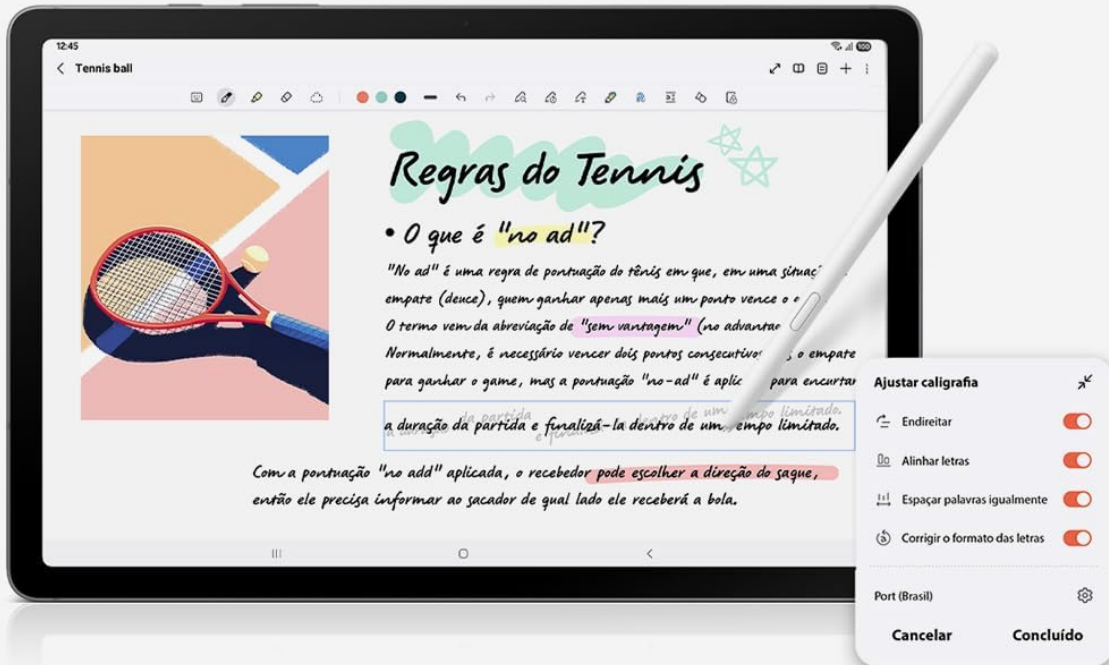 12:45
100
Tennis ball
Regras do Tennis
• O que é "no ad"?
"No ad" é uma regra de pontuação do tênis em que, em uma
empate (deuce), quem ganhar apenas mais um ponto vence o
O termo vem da abreviação de "sem vantagem" (no
Normalmente, é necessário vencer dois pontos o empate
para ganhar o game, mas a pontuação "no-ad" é para encurtar
a duração da partida e finalizá-la dentro de um limitado.
Com a pontuação "no add" aplicada, o recebedor pode escolher a direção do saque,
então ele precisa informar ao sacador de qual lado ele receberá a bola.
Ajustar caligrafia
Endireitar
Alinhar letras
Espaçar palavras igualmente
Corrigir o formato das letras
Port (Brasil)
Cancelar Concluído